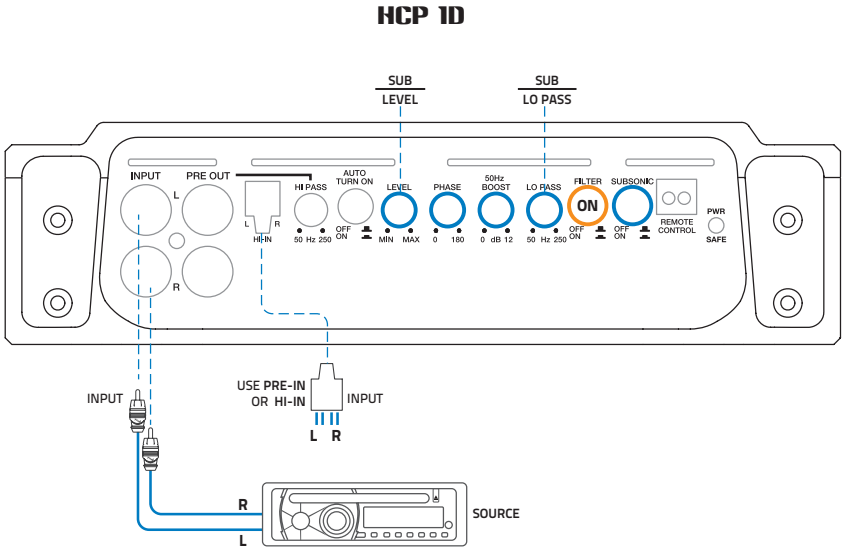 HCP 1D
SUB
LEVEL
SUB
LO PASS
INPUT
PRE OUT
L
R
L R
HI-IN
HI PASS
50 Hz 250
AUTO
TURN ON
OFF
ON
LEVEL
MIN MAX
PHASE
0 180
50Hz
BOOST
0 dB 12
LO PASS
50 Hz 250
FILTER
ON
OFF
ON
SUBSONIC
OFF
ON
REMOTE
CONTROL
PWR
SAFE
INPUT
USE PRE-IN
OR HI-IN
INPUT
L R
R
L
SOURCE